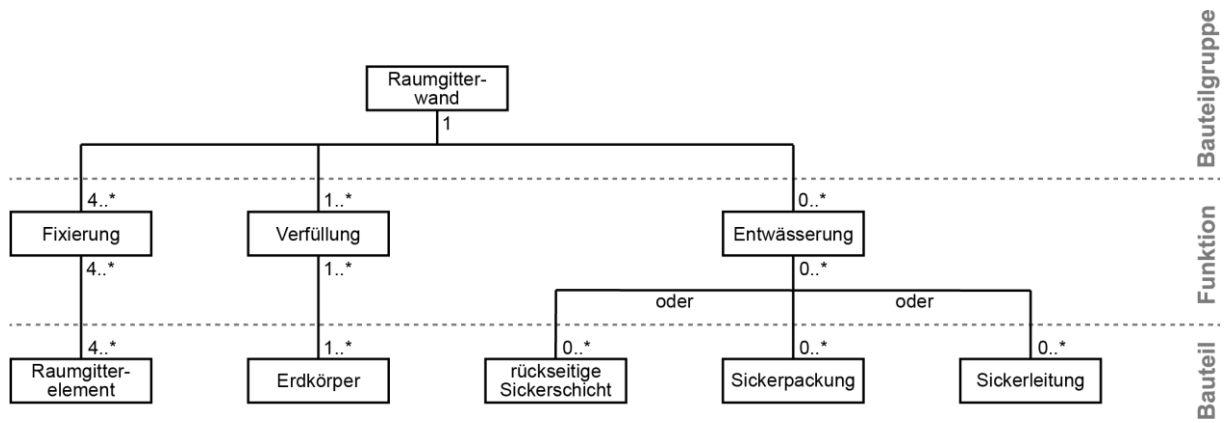 Raumgitter-
wand
1
Bauteilgruppe
4..*
1..*
0..*
Fixierung
Verfüllung
Entwässerung
4..*
1..*
0..*
Funktion
oder
oder
4..*
1..*
0..*
0..*
0..*
Raumgitter-
element
Erdkörper
rückseitige
Sickerschicht
Sickerpackung
Sickerleitung
Bauteil